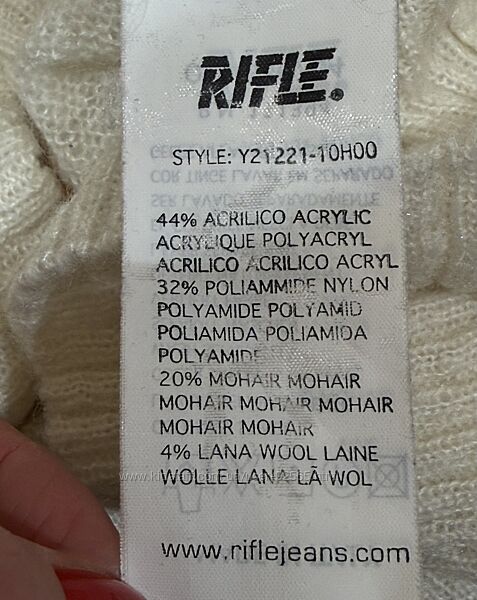 RIFLE®
STYLE: Y21221-10H00
44% ACRILICO ACRYLIC
ACRYLIQUE POLYACRYL
ACRILICO ACRILICO ACRYL
32% POLIAMMIDE NYLON
POLYAMIDE POLYAMID
POLIAMIDA POLIAMIDA
POLYAMIDE
20% MOHAIR MOHAIR
MOHAIR MOHAIR MOHAIR
MOHAIR MOHAIR
4% LANA WOOL LAINE
WOLLE LANA LÃ WOL
www.riflejeans.com